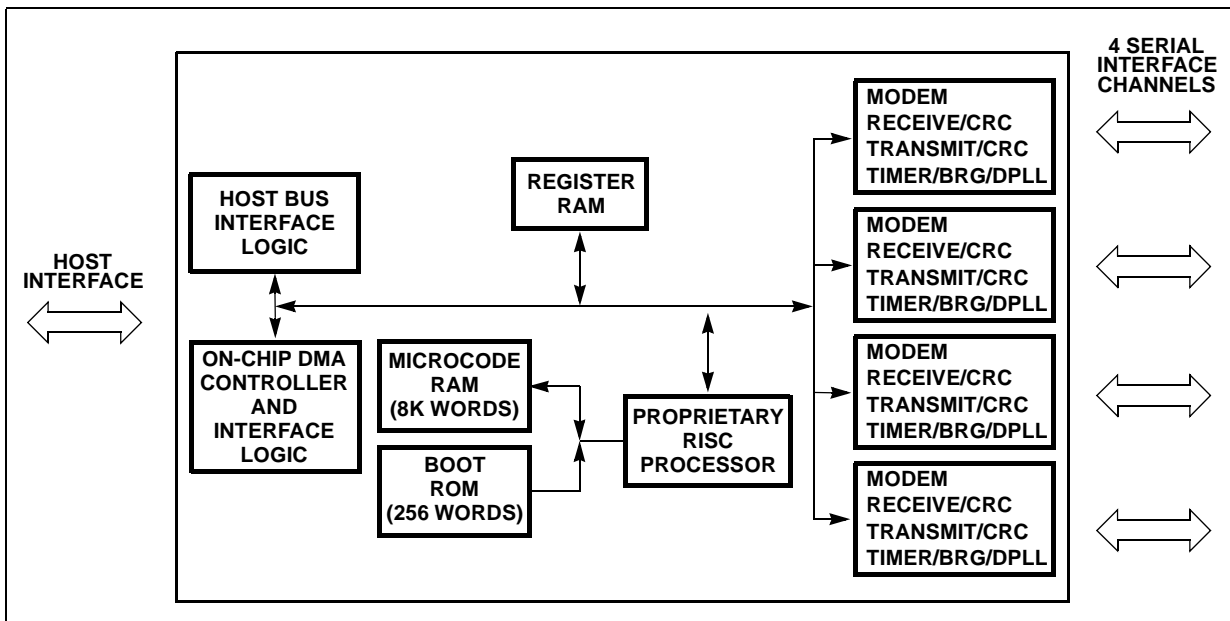 HOST
INTERFACE
HOST BUS
INTERFACE
LOGIC
ON-CHIP DMA
CONTROLLER
AND
INTERFACE
LOGIC
REGISTER
RAM
MICROCODE
RAM
(8K WORDS)
BOOT
ROM
(256 WORDS)
PROPRIETARY
RISC
PROCESSOR
MODEM
RECEIVE/CRC
TRANSMIT/CRC
TIMER/BRG/DPLL
MODEM
RECEIVE/CRC
TRANSMIT/CRC
TIMER/BRG/DPLL
MODEM
RECEIVE/CRC
TRANSMIT/CRC
TIMER/BRG/DPLL
MODEM
RECEIVE/CRC
TRANSMIT/CRC
TIMER/BRG/DPLL
4 SERIAL
INTERFACE
CHANNELS